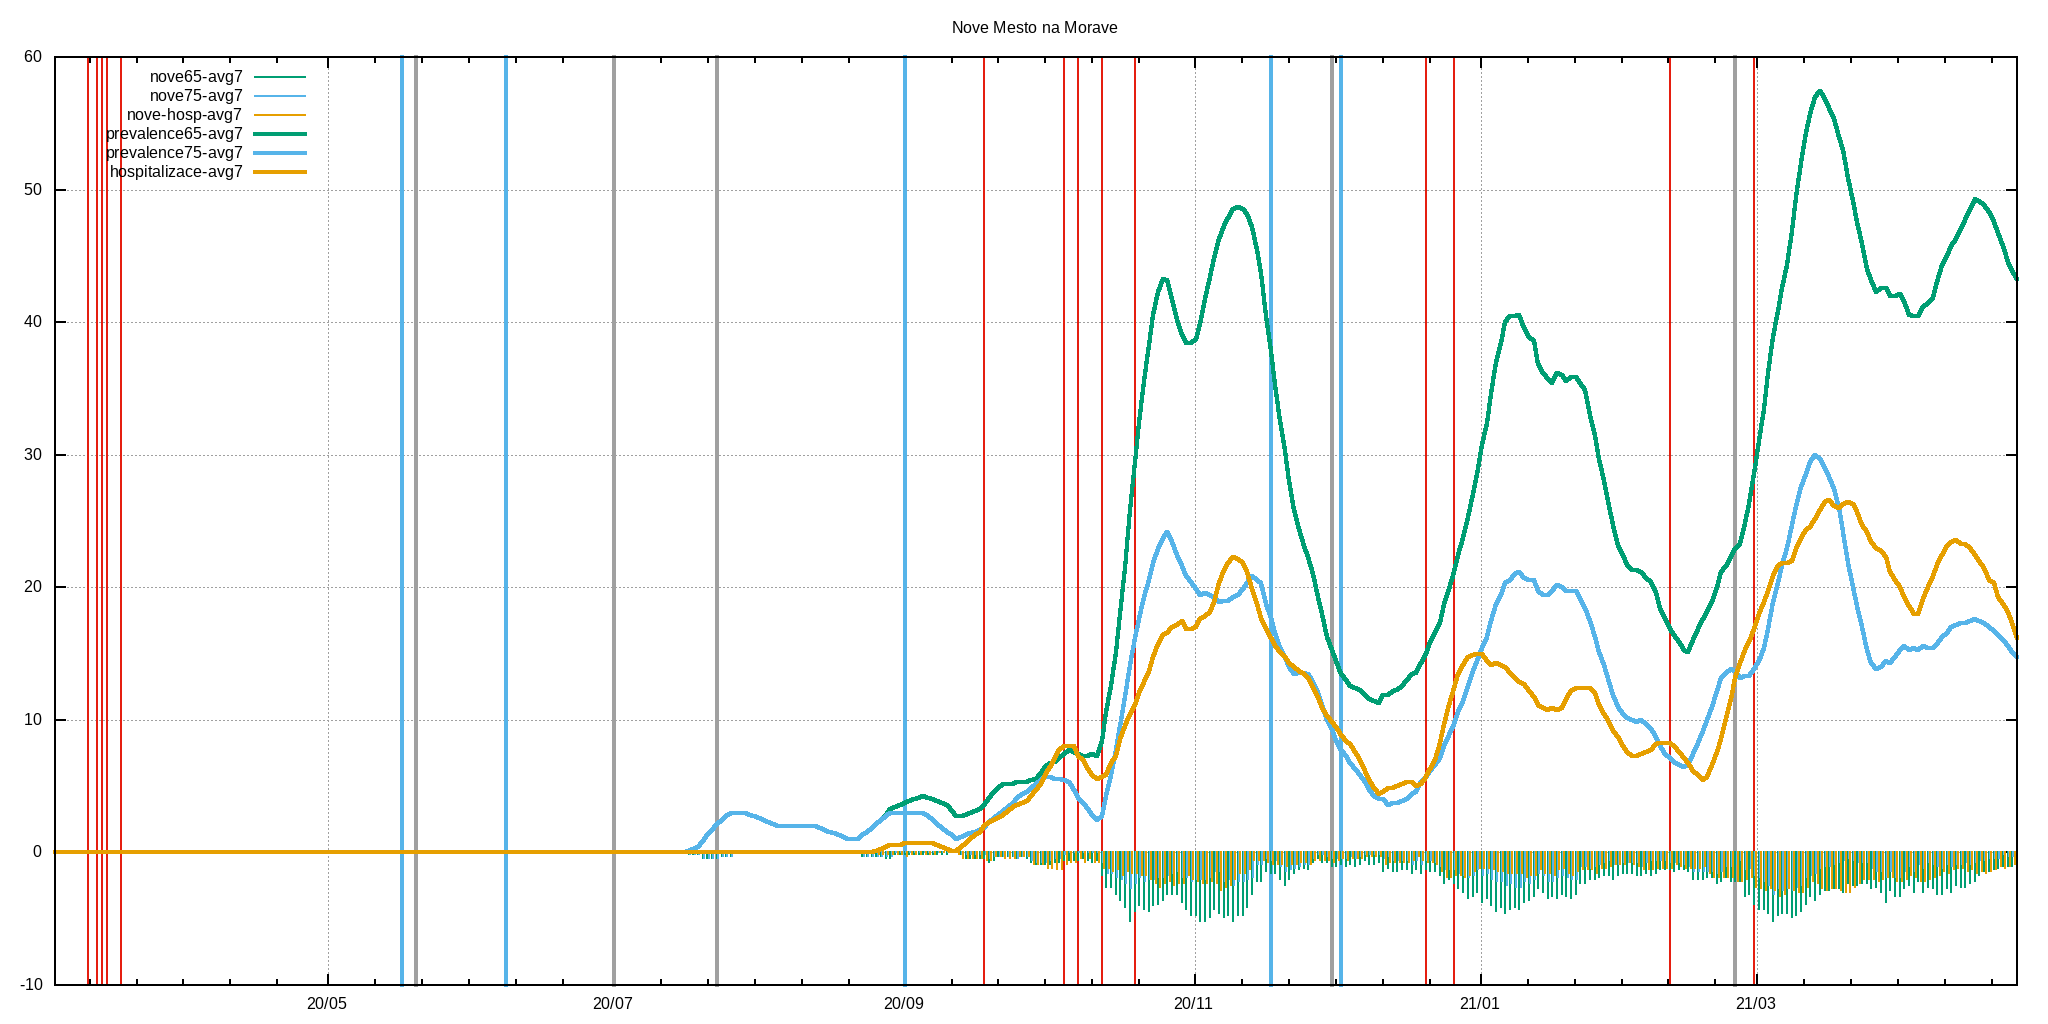 Nove Mesto na Morave
60
50
40
30
20
10
0
-10
nove65-avg7
nove75-avg7
nove-hosp-avg7
prevalence65-avg7
prevalence75-avg7
hospitalizace-avg7
20/05 20/07 20/09 20/11 21/01 21/03